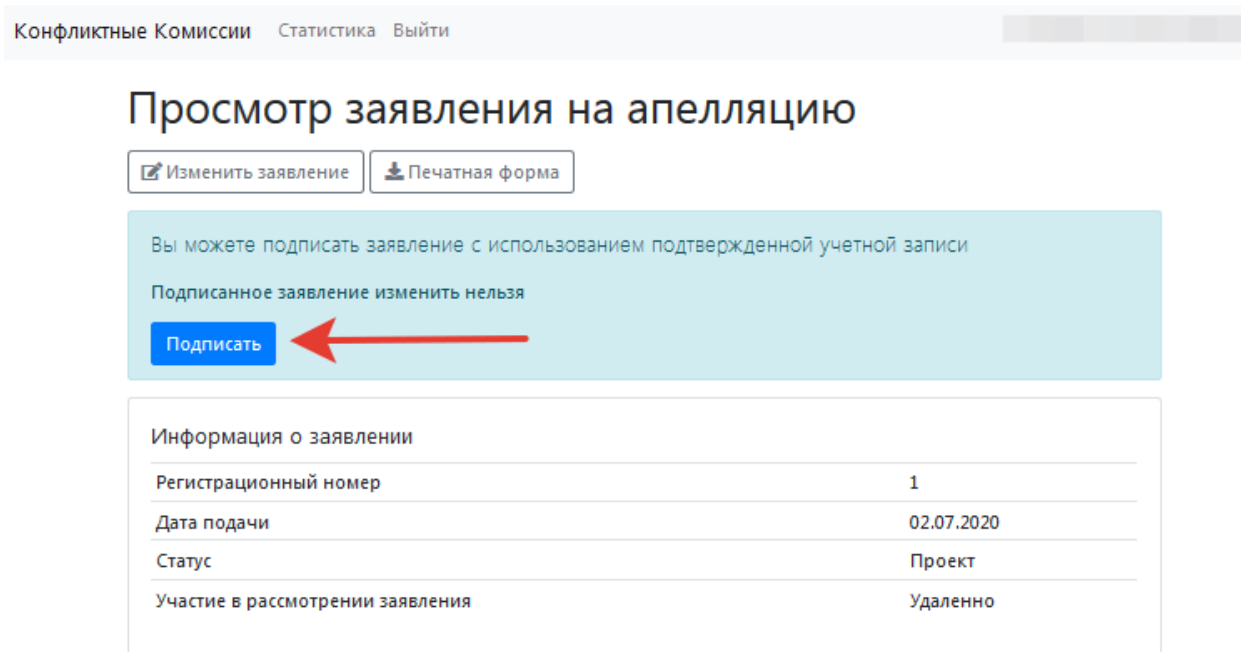 Конфликтные Комиссии Статистика Выйти
Просмотр заявления на апелляцию
Изменить заявление Печатная форма
Вы можете подписать заявление с использованием подтвержденной учетной записи
Подписанное заявление изменить нельзя
Подписать
Информация о заявлении
Регистрационный номер 1
Дата подачи 02.07.2020
Статус Проект
Участие в рассмотрении заявления Удаленно